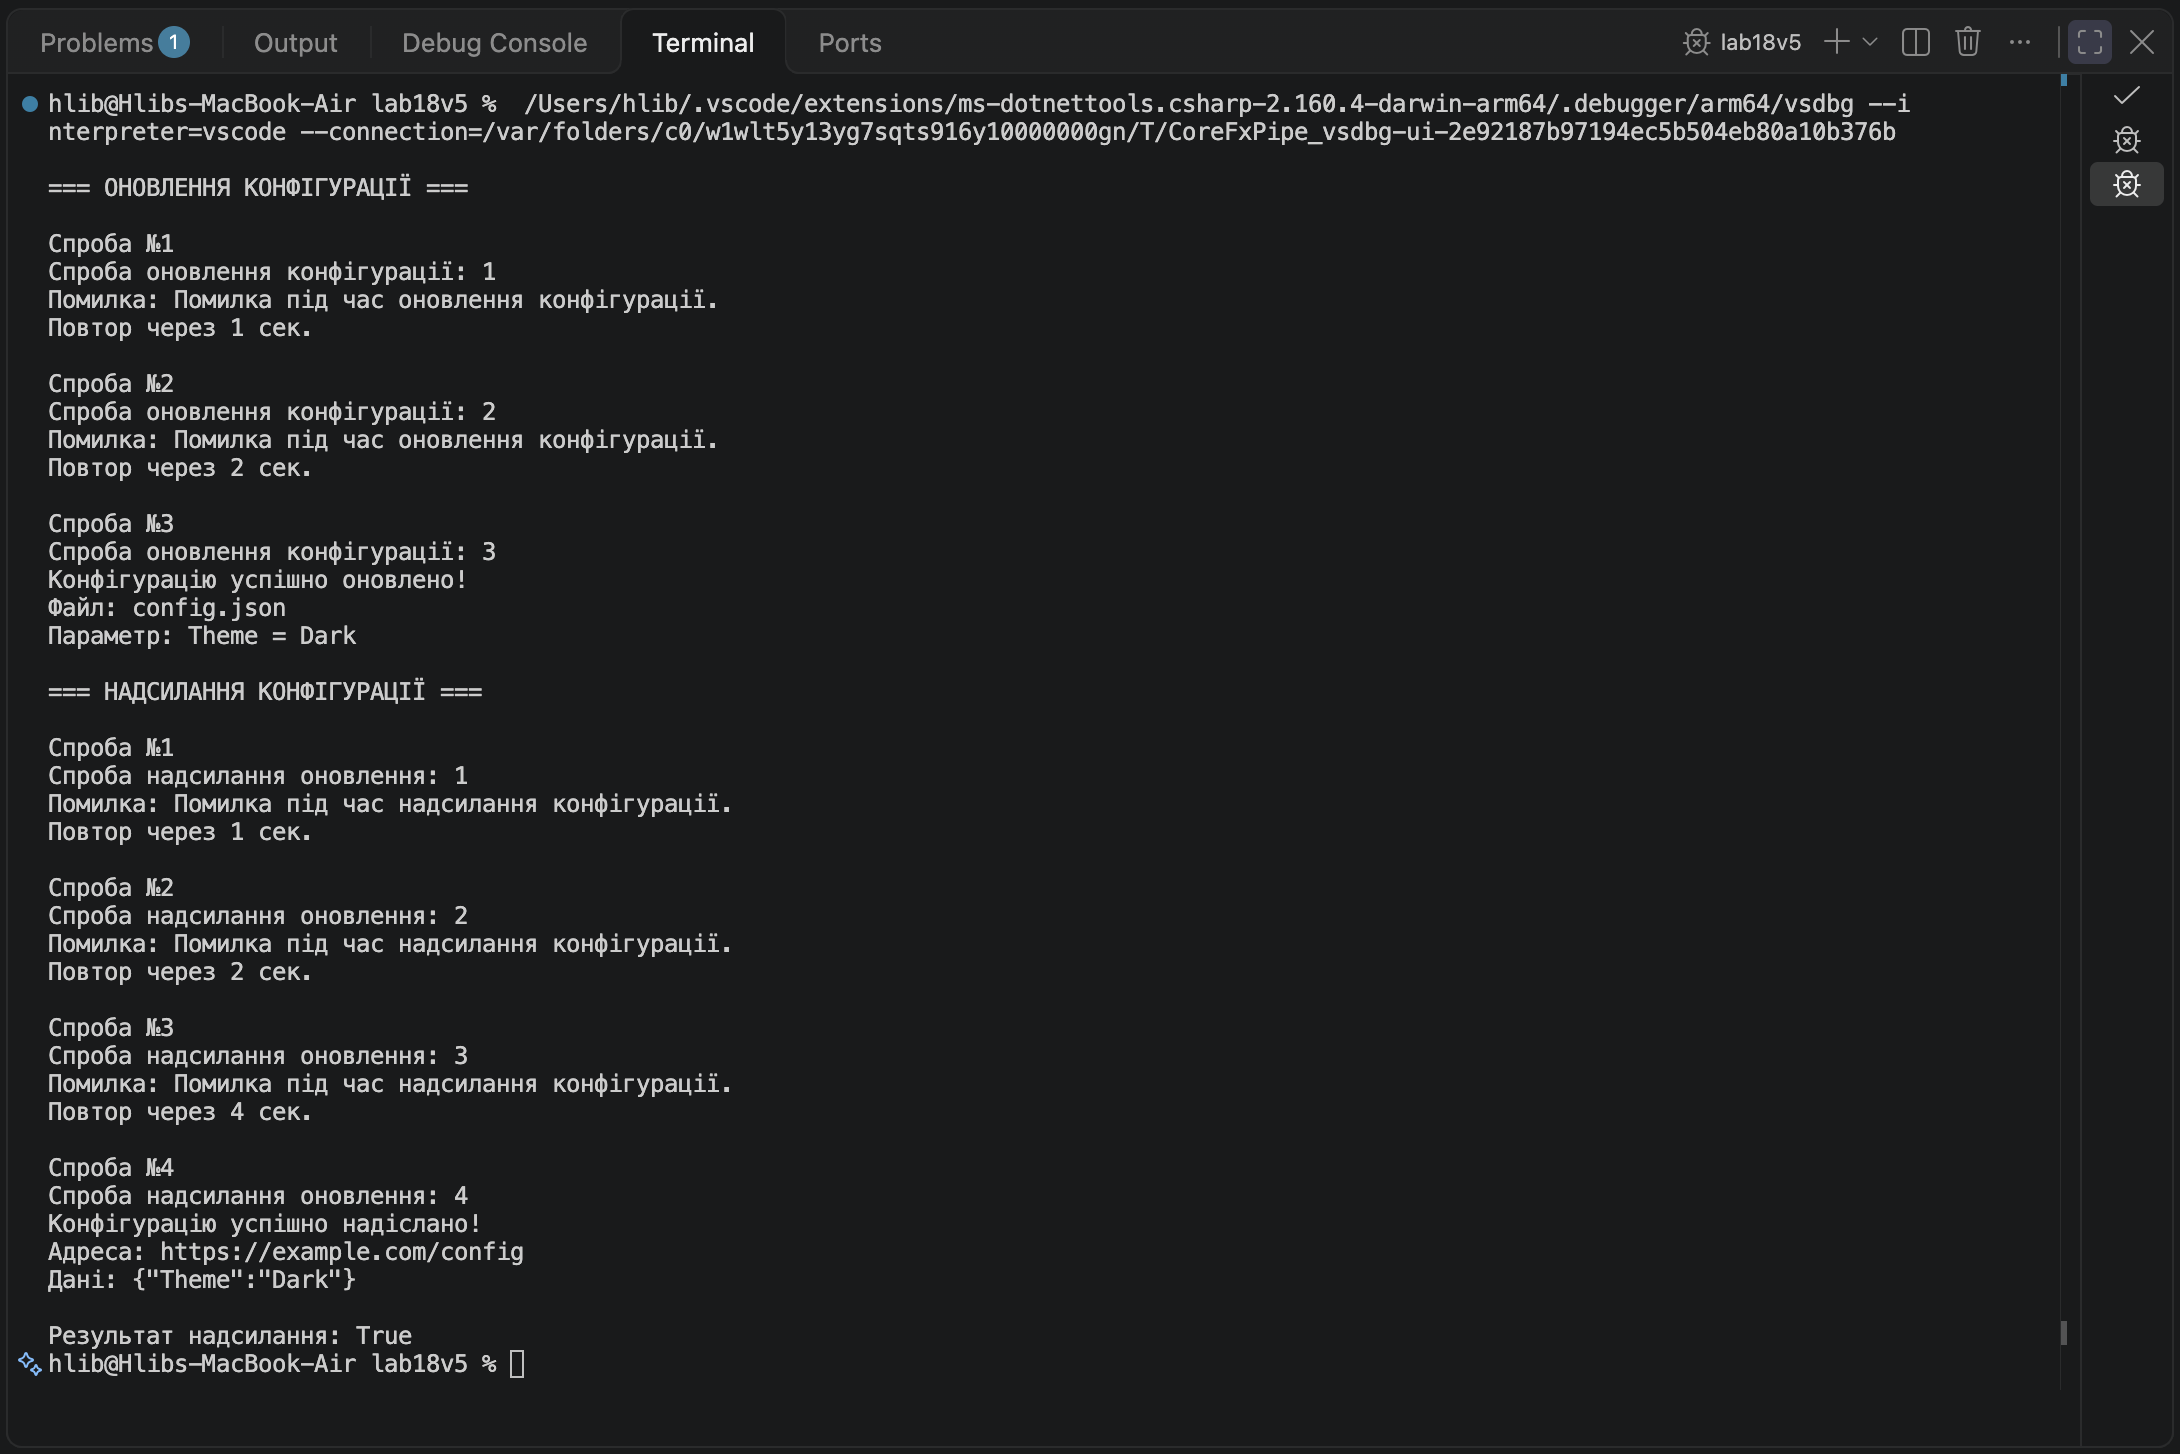 Problems 1 Output Debug Console Terminal Ports lab18v5
hlib@Hlibs-MacBook-Air lab18v5 %  /Users/hlib/.vscode/extensions/ms-dotnettools.csharp-2.160.4-darwin-arm64/.debugger/arm64/vsdbg --i
nterpreter=vscode --connection=/var/folders/c0/w1wlt5y13yg7sqts916y10000000gn/T/CoreFxPipe_vsdbg-ui-2e92187b97194ec5b504eb80a10b376b
=== ОНОВЛЕННЯ КОНФІГУРАЦІЇ ===
Спроба №1
Спроба оновлення конфігурації: 1
Помилка: Помилка під час оновлення конфігурації.
Повтор через 1 сек.
Спроба №2
Спроба оновлення конфігурації: 2
Помилка: Помилка під час оновлення конфігурації.
Повтор через 2 сек.
Спроба №3
Спроба оновлення конфігурації: 3
Конфігурацію успішно оновлено!
Файл: config.json
Параметр: Theme = Dark
=== НАДСИЛАННЯ КОНФІГУРАЦІЇ ===
Спроба №1
Спроба надсилання оновлення: 1
Помилка: Помилка під час надсилання конфігурації.
Повтор через 1 сек.
Спроба №2
Спроба надсилання оновлення: 2
Помилка: Помилка під час надсилання конфігурації.
Повтор через 2 сек.
Спроба №3
Спроба надсилання оновлення: 3
Помилка: Помилка під час надсилання конфігурації.
Повтор через 4 сек.
Спроба №4
Спроба надсилання оновлення: 4
Конфігурацію успішно надіслано!
Адреса: https://example.com/config
Дані: {"Theme":"Dark"}
Результат надсилання: True
hlib@Hlibs-MacBook-Air lab18v5 %